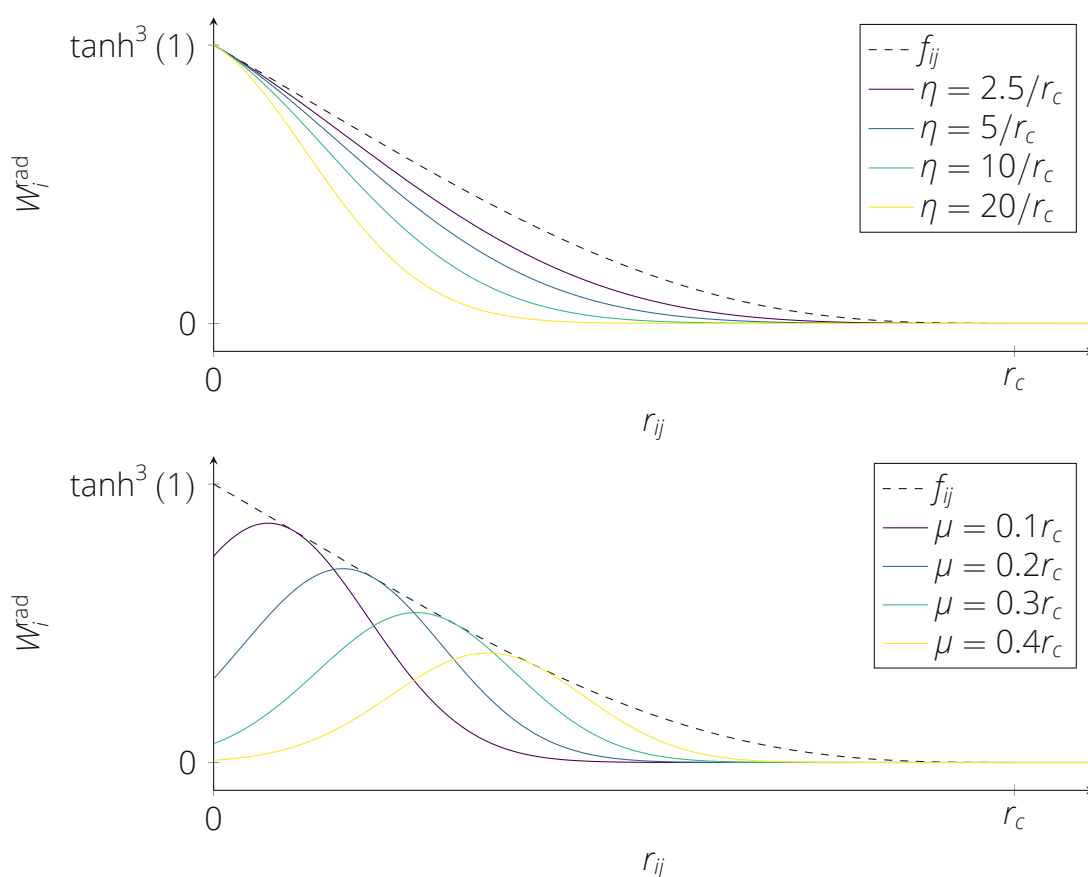 tanh³ (1)
0
W_i^rad
0
r_c
r_ij
f_ij
η = 2.5/r_c
η = 5/r_c
η = 10/r_c
η = 20/r_c
tanh³ (1)
0
W_i^rad
0
r_c
r_ij
f_ij
μ = 0.1r_c
μ = 0.2r_c
μ = 0.3r_c
μ = 0.4r_c